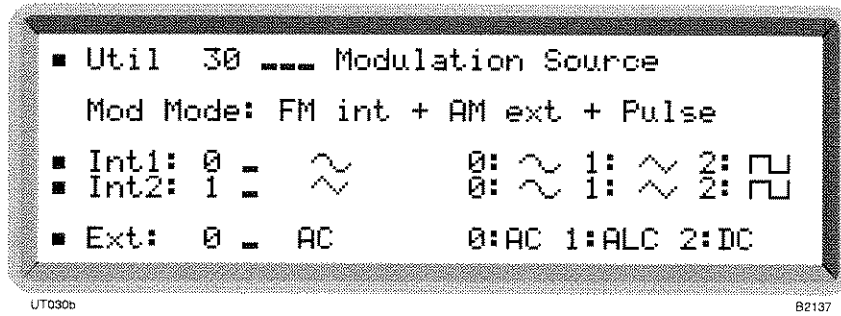 ▪ Util 30 ___ Modulation Source
Mod Mode: FM int + AM ext + Pulse
▪ Int1: 0 _ 0: 1: 2:
▪ Int2: 1 _ 0: 1: 2:
▪ Ext: 0 _ AC 0:AC 1:ALC 2:DC
UT030b B2137